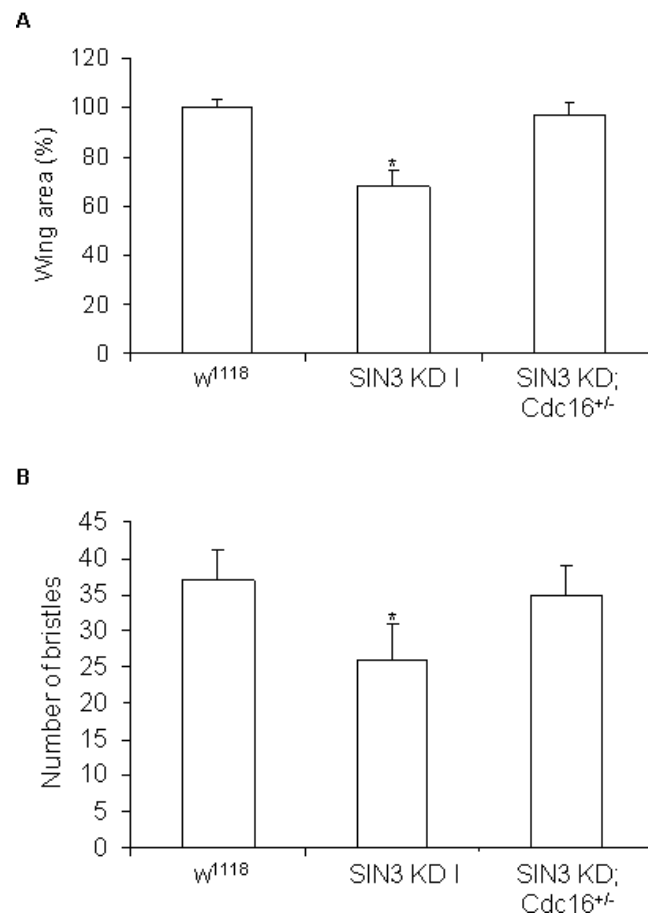 A
Wing area (%)
120
100
80
60
40
20
0
*
w¹¹¹⁸
SIN3 KD I
SIN3 KD;
Cdc16⁺/⁻
B
Number of bristles
45
40
35
30
25
20
15
10
5
0
*
w¹¹¹⁸
SIN3 KD I
SIN3 KD;
Cdc16⁺/⁻